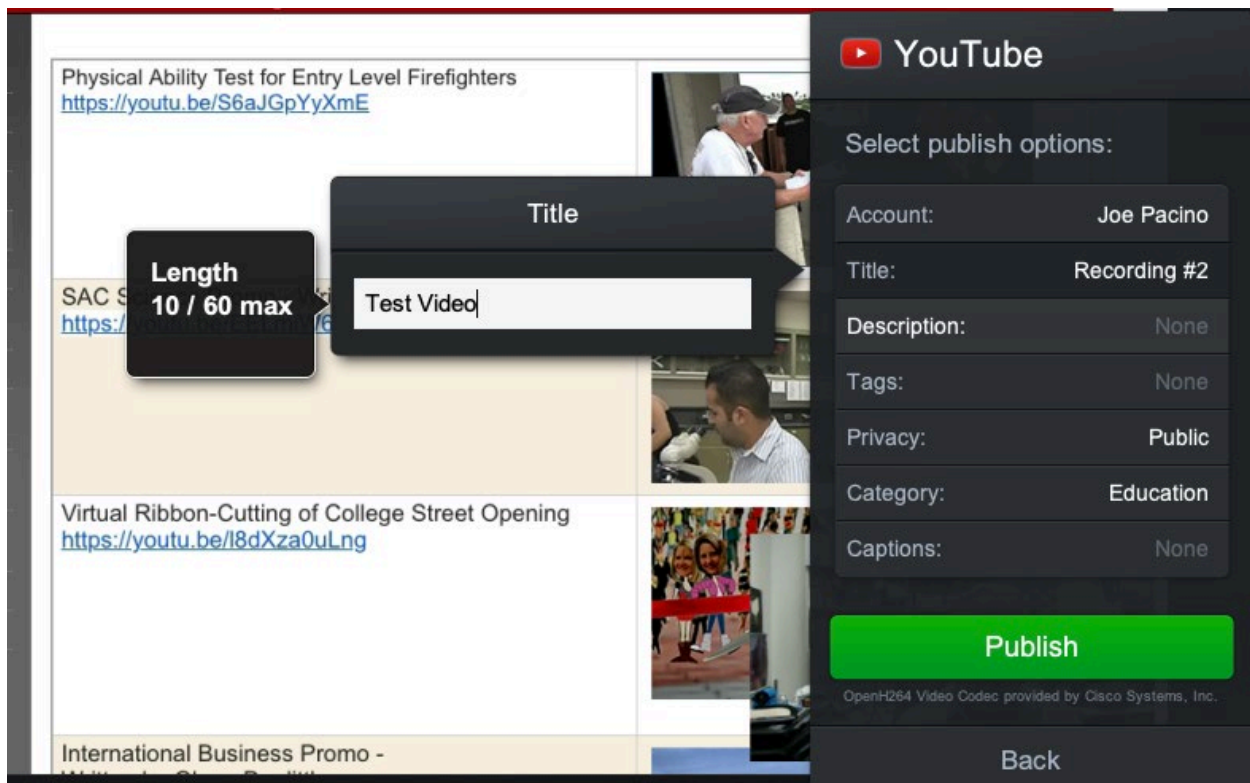 Physical Ability Test for Entry Level Firefighters
https://youtu.be/S6aJGpYyXmE
SAC
https://
Virtual Ribbon-Cutting of College Street Opening
https://youtu.be/l8dXza0uLng
International Business Promo -
Title
Length
10 / 60 max
Test Video
YouTube
Select publish options:
Account: Joe Pacino
Title: Recording #2
Description: None
Tags: None
Privacy: Public
Category: Education
Captions: None
Publish
OpenH264 Video Codec provided by Cisco Systems, Inc.
Back